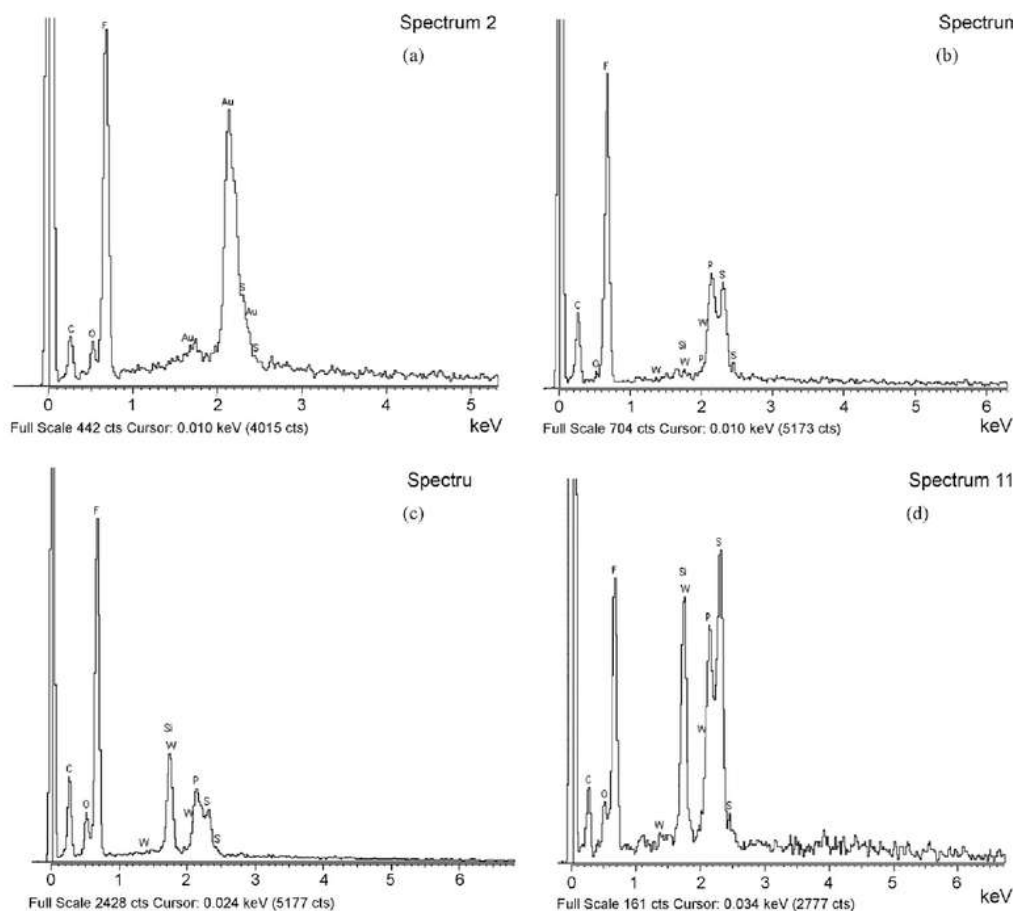 Spectrum 2
(a)
F
Au
C
O
Au
S
Au
S
0 1 2 3 4 5
keV
Full Scale 442 cts Cursor: 0.010 keV (4015 cts)
Spectrum
(b)
F
C
O
W
Si
W
W
P
P
S
S
0 1 2 3 4 5 6
keV
Full Scale 704 cts Cursor: 0.010 keV (5173 cts)
Spectru
(c)
F
C
O
W
Si
W
W
P
S
S
0 1 2 3 4 5 6
keV
Full Scale 2428 cts Cursor: 0.024 keV (5177 cts)
Spectrum 11
(d)
F
C
O
W
Si
W
W
P
S
S
0 1 2 3 4 5 6
keV
Full Scale 161 cts Cursor: 0.034 keV (2777 cts)